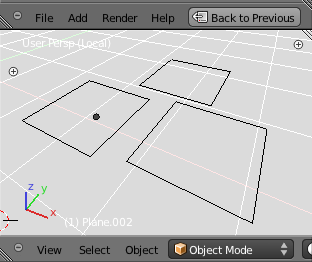 File Add Render Help Back to Previous
User Persp (Local)
z
y
x
(1) Plane.002
View Select Object Object Mode